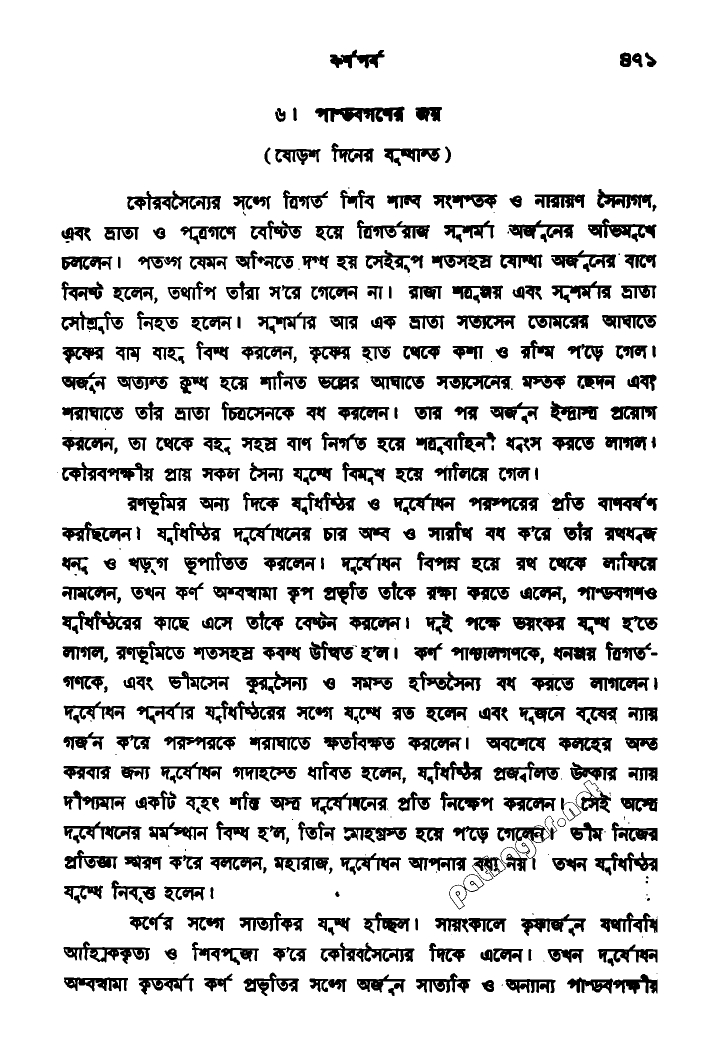 কর্ণপর্ব ৪৭১
৬। পাণ্ডবগণের জয়
(ষোড়শ দিনের যুদ্ধান্ত)
কৌরবসৈন্যের সঙ্গে ত্রিগর্ত শিবি শাল্ব সংশপ্তক ও নারায়ণ সৈন্যগণ,
এবং ভ্রাতা ও পুত্রগণে বেষ্টিত হয়ে ত্রিগর্তরাজ সুশর্মা অর্জুনের অভিমুখে
চললেন। পতঙ্গ যেমন অগ্নিতে দগ্ধ হয় সেইরূপ শতসহস্র যোদ্ধা অর্জুনের বাণে
বিনষ্ট হলেন, তথাপি তাঁরা স'রে গেলেন না। রাজা শত্রুঞ্জয় এবং সুশর্মার ভ্রাতা
সৌশ্রুতি নিহত হলেন। সুশর্মার আর এক ভ্রাতা সত্যসেন তোমরের আঘাতে
কৃষ্ণের বাম বাহু বিদ্ধ করলেন, কৃষ্ণের হাত থেকে কশা ও রশ্মি প'ড়ে গেল।
অর্জুন অত্যন্ত ক্রুদ্ধ হয়ে শানিত ভল্লের আঘাতে সত্যসেনের মস্তক ছেদন এবং
শরাঘাতে তাঁর ভ্রাতা চিত্রসেনকে বধ করলেন। তার পর অর্জুন ইন্দ্রাস্ত্র প্রয়োগ
করলেন, তা থেকে বহু সহস্র বাণ নির্গত হয়ে শত্রুবাহিনী ধ্বংস করতে লাগল।
কৌরবপক্ষীয় প্রায় সকল সৈন্য যুদ্ধে বিমুখ হয়ে পালিয়ে গেল।
রণভূমির অন্য দিকে যুধিষ্ঠির ও দুর্যোধন পরস্পরের প্রতি বাণবর্ষণ
করছিলেন। যুধিষ্ঠির দুর্যোধনের চার অশ্ব ও সারথি বধ ক'রে তাঁর রথধ্বজ
ধনু ও খড়্‌গ ভূপাতিত করলেন। দুর্যোধন বিপন্ন হয়ে রথ থেকে লাফিয়ে
নামলেন, তখন কর্ণ অশ্বত্থামা কৃপ প্রভৃতি তাঁকে রক্ষা করতে এলেন, পাণ্ডবগণও
যুধিষ্ঠিরের কাছে এসে তাঁকে বেষ্টন করলেন। দুই পক্ষে ভয়ংকর যুদ্ধ হ'তে
লাগল, রণভূমিতে শতসহস্র কবন্ধ উত্থিত হ'ল। কর্ণ পাঞ্চালগণকে, ধনঞ্জয় ত্রিগর্ত-
গণকে, এবং ভীমসেন কুরুসৈন্য ও সমস্ত হস্তিসৈন্য বধ করতে লাগলেন।
দুর্যোধন পুনর্বার যুধিষ্ঠিরের সঙ্গে যুদ্ধে রত হলেন এবং দুজনে বৃষের ন্যায়
গর্জন ক'রে পরস্পরকে শরাঘাতে ক্ষতবিক্ষত করলেন। অবশেষে কলহের অন্ত
করবার জন্য দুর্যোধন গদাহস্তে ধাবিত হলেন, যুধিষ্ঠির প্রজ্বলিত উল্কার ন্যায়
দীপ্যমান একটি বৃহৎ শক্তি অস্ত্র দুর্যোধনের প্রতি নিক্ষেপ করলেন। সেই অস্ত্রে
দুর্যোধনের মর্মস্থান বিদ্ধ হ'ল, তিনি মোহগ্রস্ত হয়ে প'ড়ে গেলেন। ভীম নিজের
প্রতিজ্ঞা স্মরণ ক'রে বললেন, মহারাজ, দুর্যোধন আপনার বধ্য নয়। তখন যুধিষ্ঠির
যুদ্ধে নিবৃত্ত হলেন।
কর্ণের সঙ্গে সাত্যকির যুদ্ধ হচ্ছিল। সায়ংকালে কৃষ্ণার্জুন যথাবিধি
আহ্নিককৃত্য ও শিবপূজা ক'রে কৌরবসৈন্যের দিকে এলেন। তখন দুর্যোধন
অশ্বত্থামা কৃতবর্মা কর্ণ প্রভৃতির সঙ্গে অর্জুন সাত্যকি ও অন্যান্য পাণ্ডবপক্ষীয়
pathagar.net